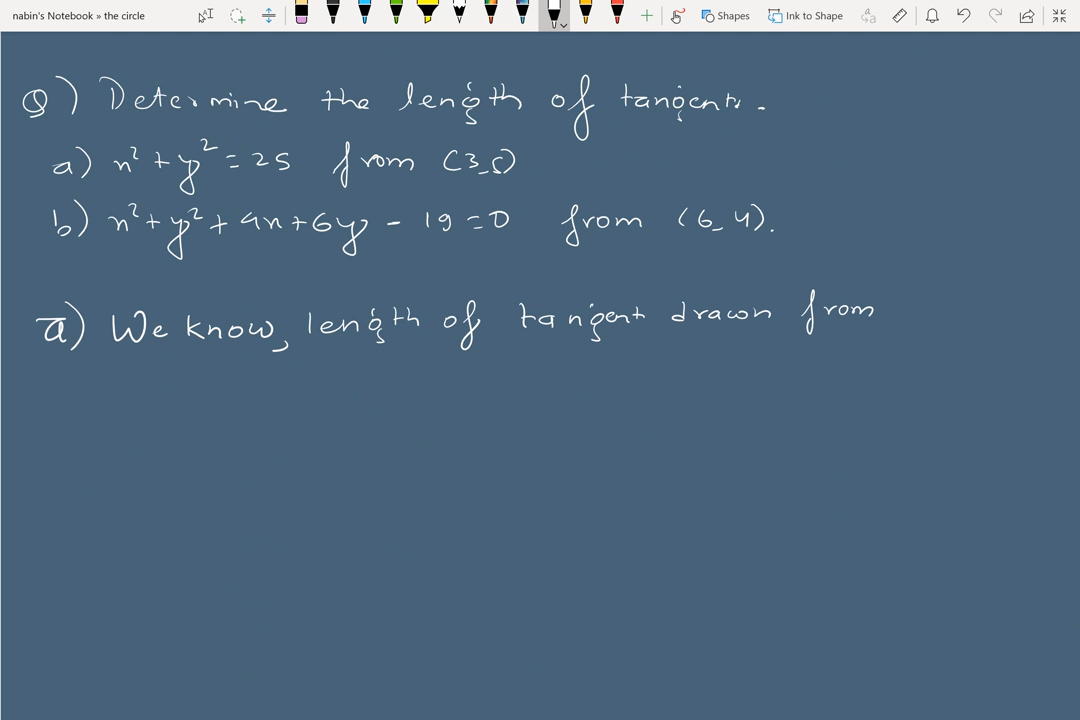 nabin's Notebook » the circle
Shapes
Ink to Shape
Q) Determine the length of tangents.
a) x² + y² = 25 from (3, 5)
b) x² + y² + 4x + 6y - 19 = 0 from (6, 4).
a) We know, length of tangent drawn from